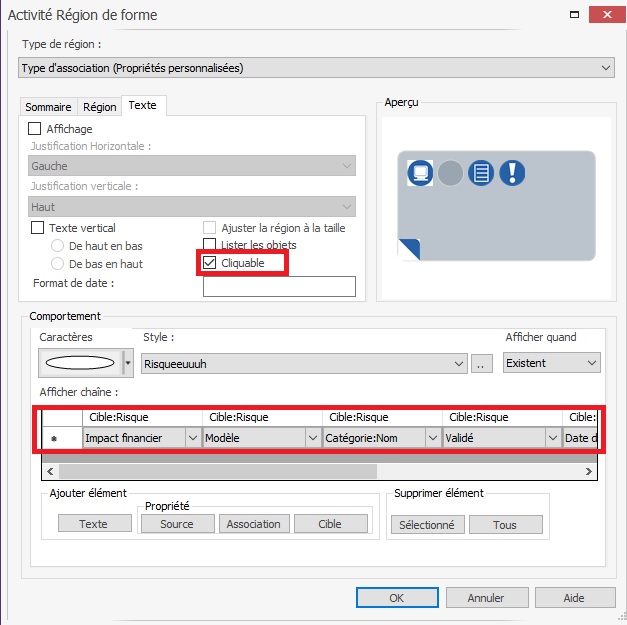 Activité Région de forme
Type de région :
Type d'association (Propriétés personnalisées)
Sommaire Région Texte
Aperçu
Affichage
Justification Horizontale :
Gauche
Justification verticale :
Haut
Texte vertical
Ajuster la région à la taille
De haut en bas
Lister les objets
De bas en haut
Cliquable
Format de date :
Comportement
Caractères
Style :
Afficher quand
Risqueeuuh
..
Existent
Afficher chaîne :
Cible:Risque Cible:Risque Cible:Risque Cible:Risque Cible:
Impact financier Modèle Catégorie:Nom Validé Date d
Ajouter élément
Supprimer élément
Propriété
Texte Source Association Cible
Sélectionné Tous
OK Annuler Aide